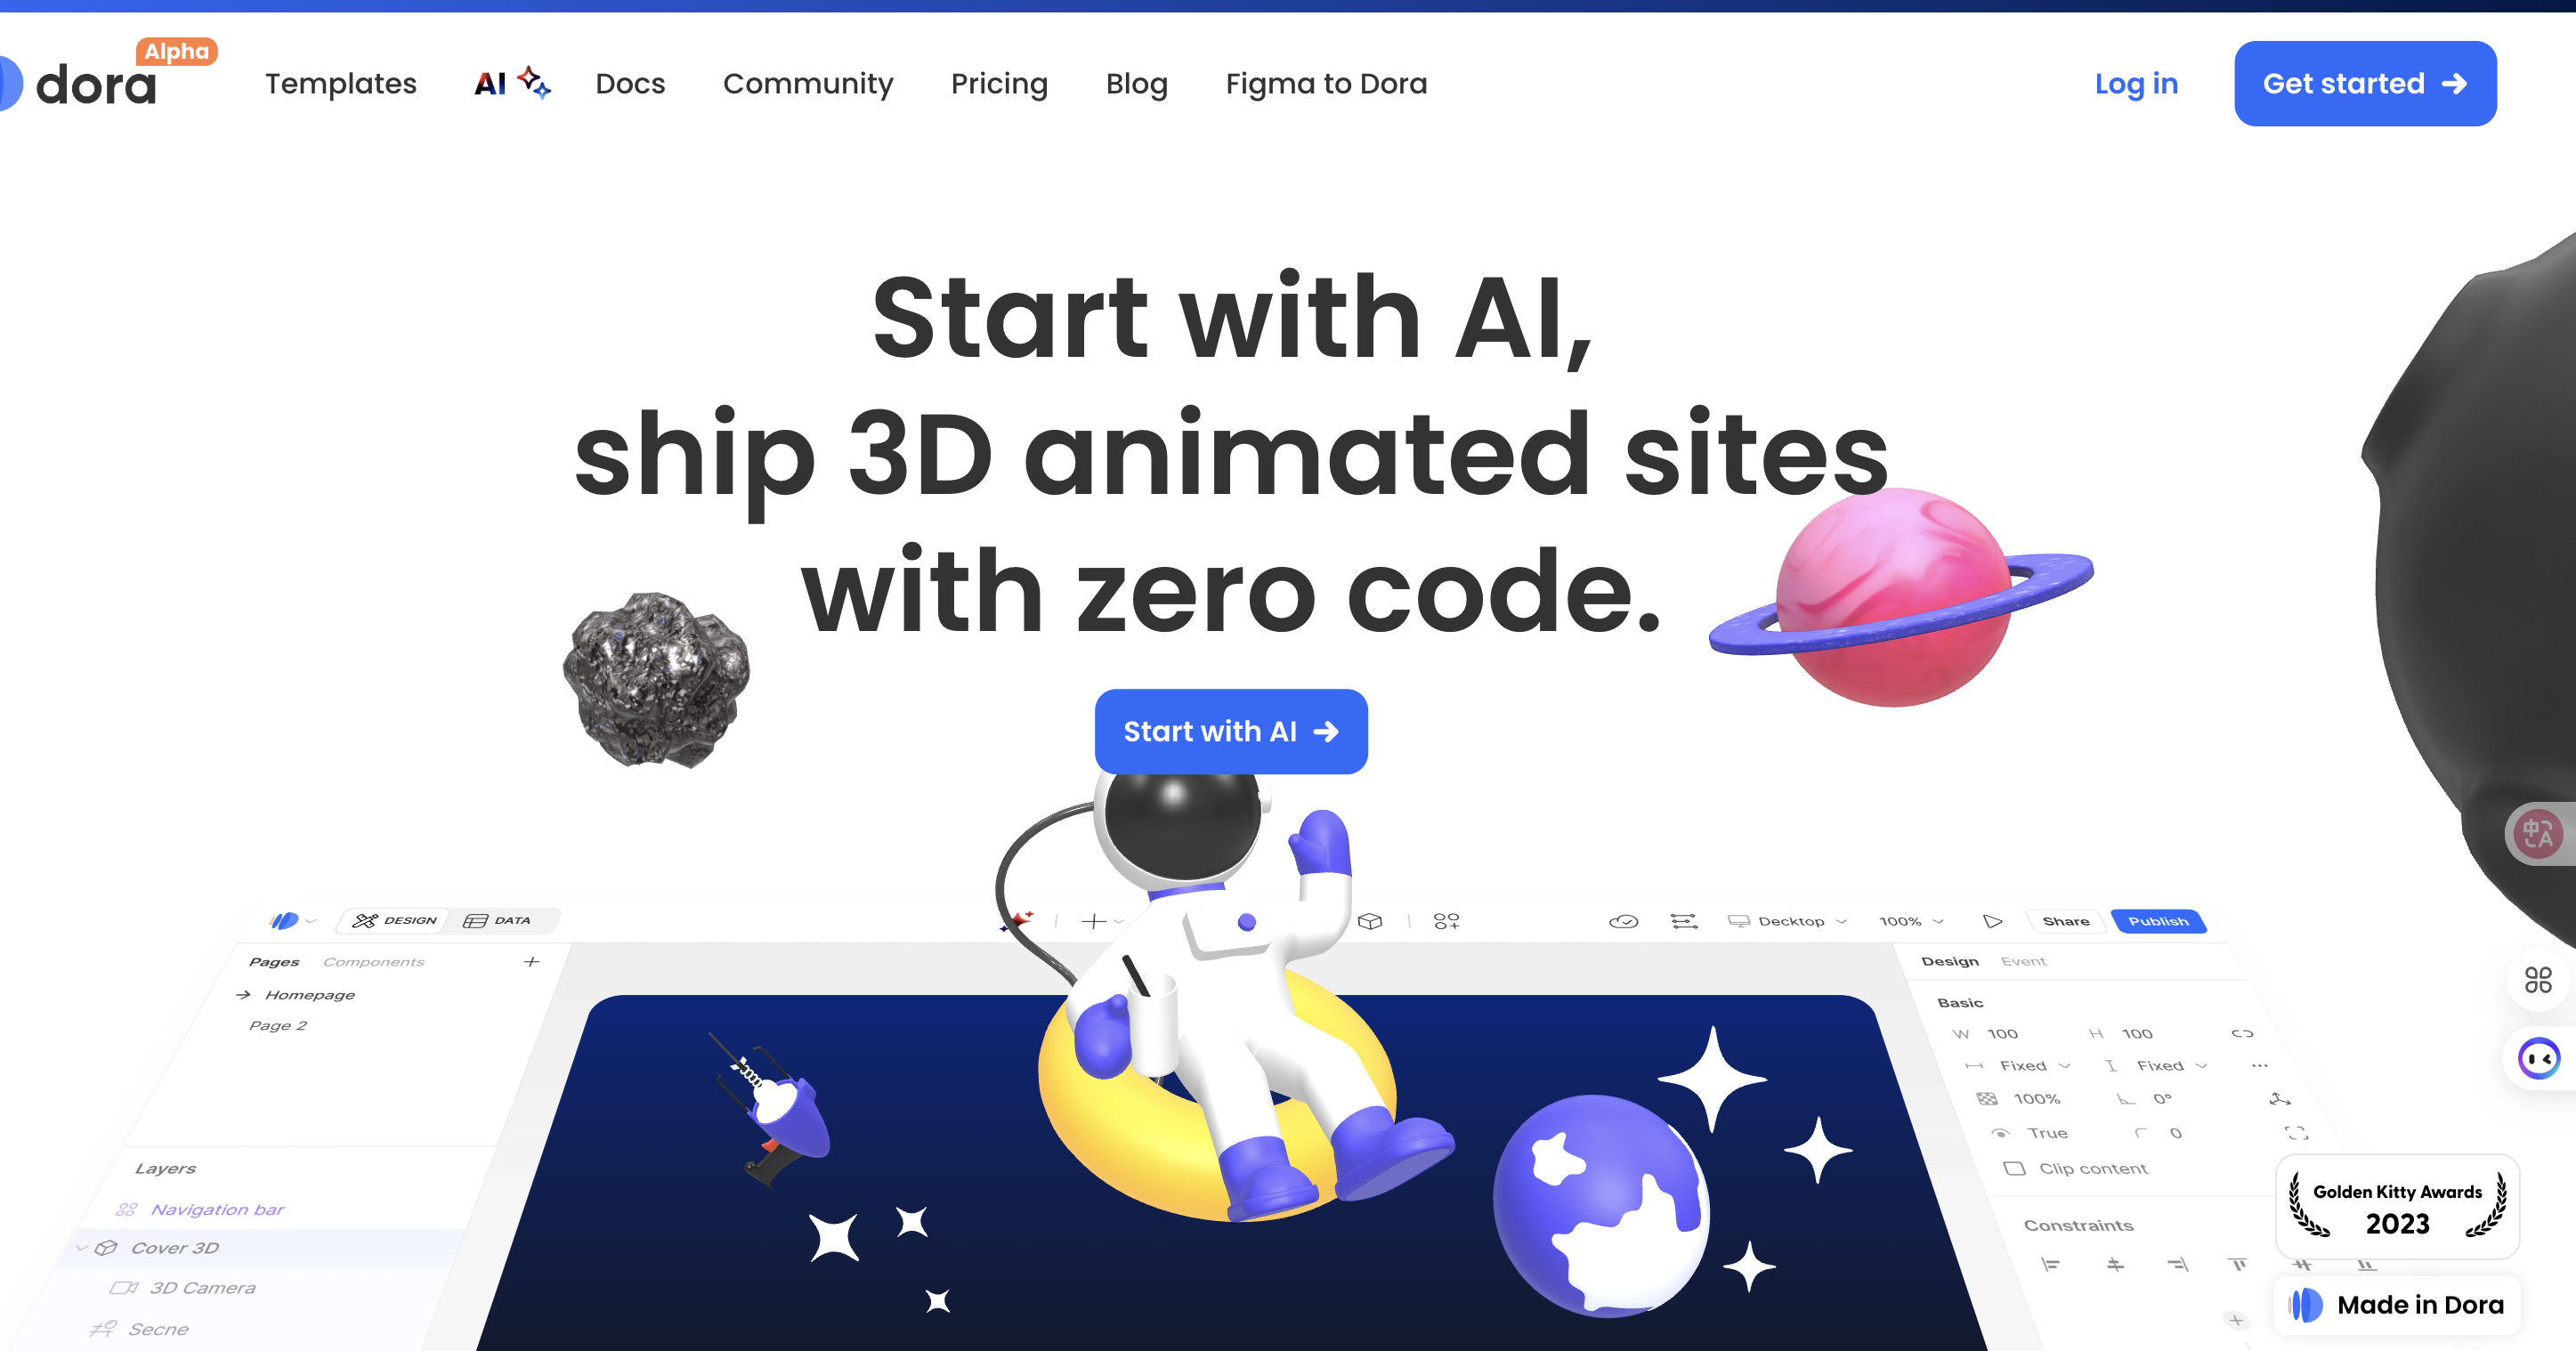 dora
Alpha
Templates
AI
Docs
Community
Pricing
Blog
Figma to Dora
Log in
Get started
Start with AI,
ship 3D animated sites
with zero code.
Start with AI
DESIGN
DATA
Decktop
100%
Share
Publish
Pages
Components
Homepage
Page 2
Layers
Navigation bar
Cover 3D
3D Camera
Secne
Design
Event
Basic
W 100
H 100
Fixed
Fixed
100%
0°
True
0
Clip content
Constraints
Golden Kitty Awards
2023
Made in Dora
中
A